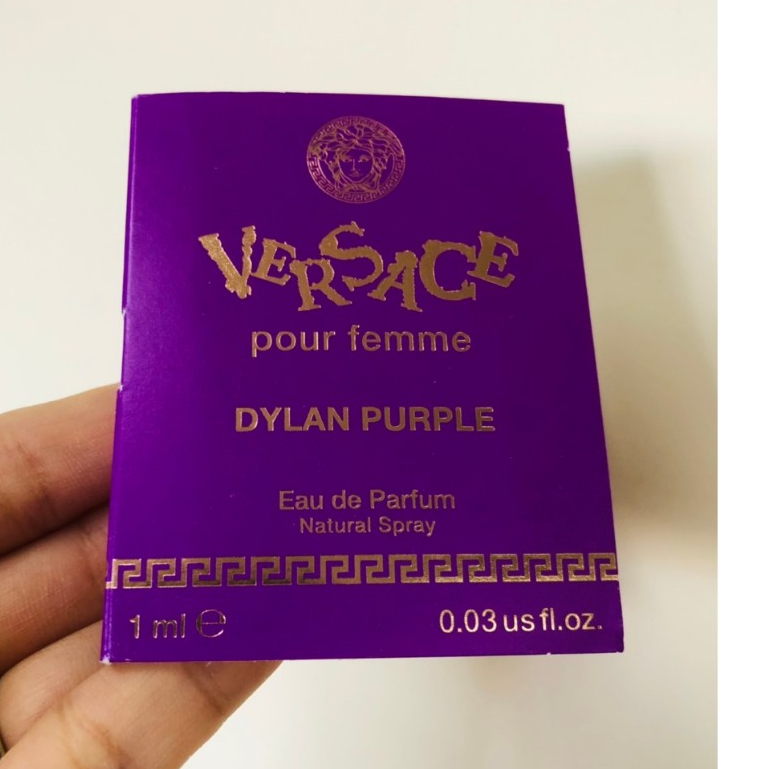 VERSACE
pour femme
DYLAN PURPLE
Eau de Parfum
Natural Spray
1 ml ℮
0.03 us fl.oz.